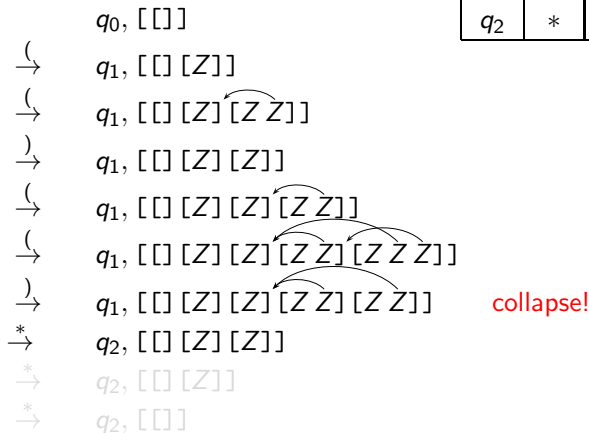 q₀, [[]] q₂ *
( → q₁, [[][Z]]
( → q₁, [[][Z][Z Z]]
) → q₁, [[][Z][Z]]
( → q₁, [[][Z][Z][Z Z]]
( → q₁, [[][Z][Z][Z Z][Z Z Z]]
) → q₁, [[][Z][Z][Z Z][Z Z]] collapse!
* → q₂, [[][Z][Z]]
* → q₂, [[][Z]]
* → q₂, [[]]